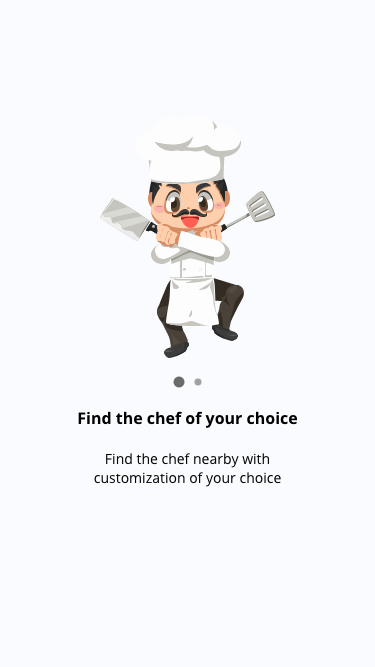 Find the chef of your choice
Find the chef nearby with
customization of your choice